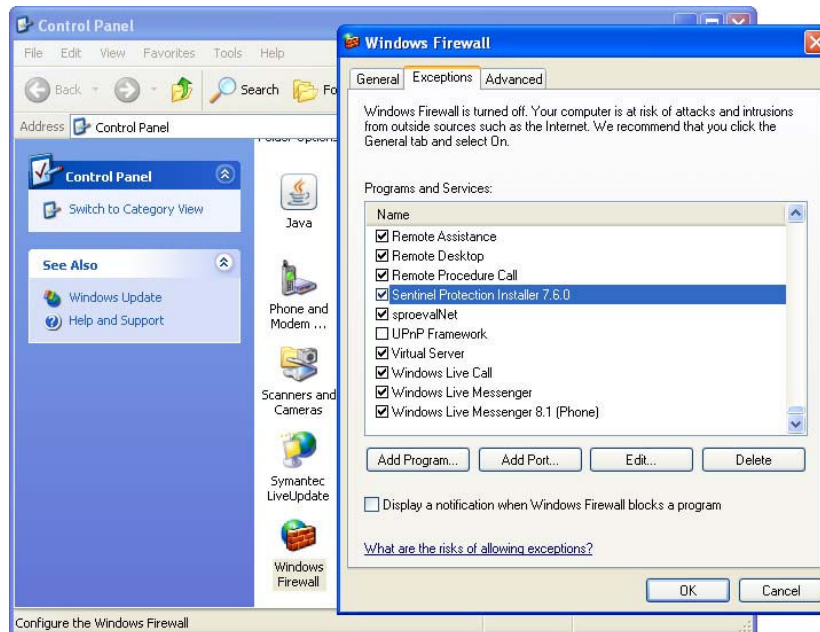 Control Panel
File Edit View Favorites Tools Help
Back Search Fo
Address Control Panel
Control Panel
Switch to Category View
See Also
Windows Update
Help and Support
Folder Options
Java
Phone and
Modem ...
Scanners and
Cameras
Symantec
LiveUpdate
Windows
Firewall
Configure the Windows Firewall
Windows Firewall
General Exceptions Advanced
Windows Firewall is turned off. Your computer is at risk of attacks and intrusions
from outside sources such as the Internet. We recommend that you click the
General tab and select On.
Programs and Services:
Name
Remote Assistance
Remote Desktop
Remote Procedure Call
Sentinel Protection Installer 7.6.0
sproevalNet
UPnP Framework
Virtual Server
Windows Live Call
Windows Live Messenger
Windows Live Messenger 8.1 (Phone)
Add Program... Add Port... Edit... Delete
Display a notification when Windows Firewall blocks a program
What are the risks of allowing exceptions?
OK Cancel